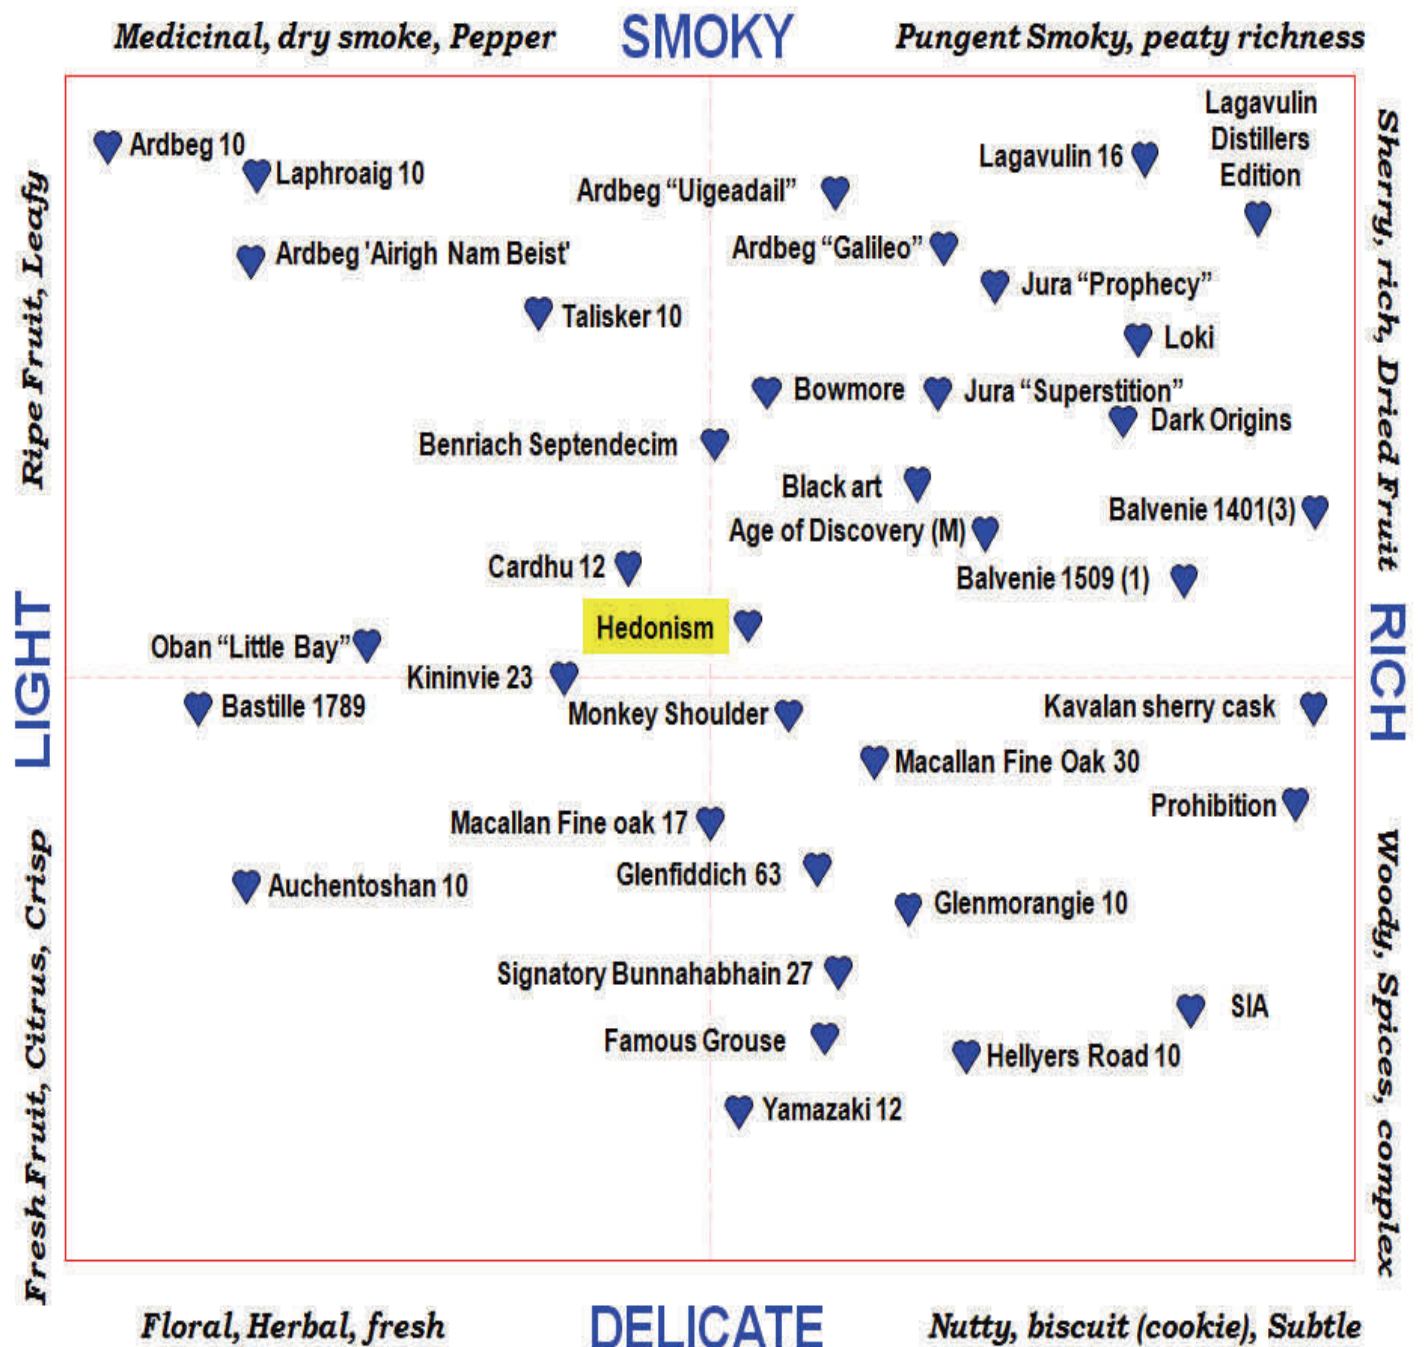 Medicinal, dry smoke, Pepper
SMOKY
Pungent Smoky, peaty richness
Ripe Fruit, Leafy
LIGHT
Fresh Fruit, Citrus, Crisp
Ardbeg 10
Laphroaig 10
Ardbeg 'Airigh Nam Beist'
Talisker 10
Ardbeg “Uigeadail”
Lagavulin 16
Lagavulin
Distillers
Edition
Ardbeg “Galileo”
Jura “Prophecy”
Loki
Bowmore
Jura “Superstition”
Dark Origins
Benriach Septendecim
Black art
Balvenie 1401(3)
Age of Discovery (M)
Cardhu 12
Balvenie 1509 (1)
Hedonism
Oban “Little Bay”
Kininvie 23
Bastille 1789
Monkey Shoulder
Kavalan sherry cask
Macallan Fine Oak 30
Prohibition
Macallan Fine oak 17
Glenfiddich 63
Auchentoshan 10
Glenmorangie 10
Signatory Bunnahabhain 27
SIA
Famous Grouse
Hellyers Road 10
Yamazaki 12
Sherry, rich, Dried Fruit
RICH
Woody, Spices, complex
Floral, Herbal, fresh
DELICATE
Nutty, biscuit (cookie), Subtle